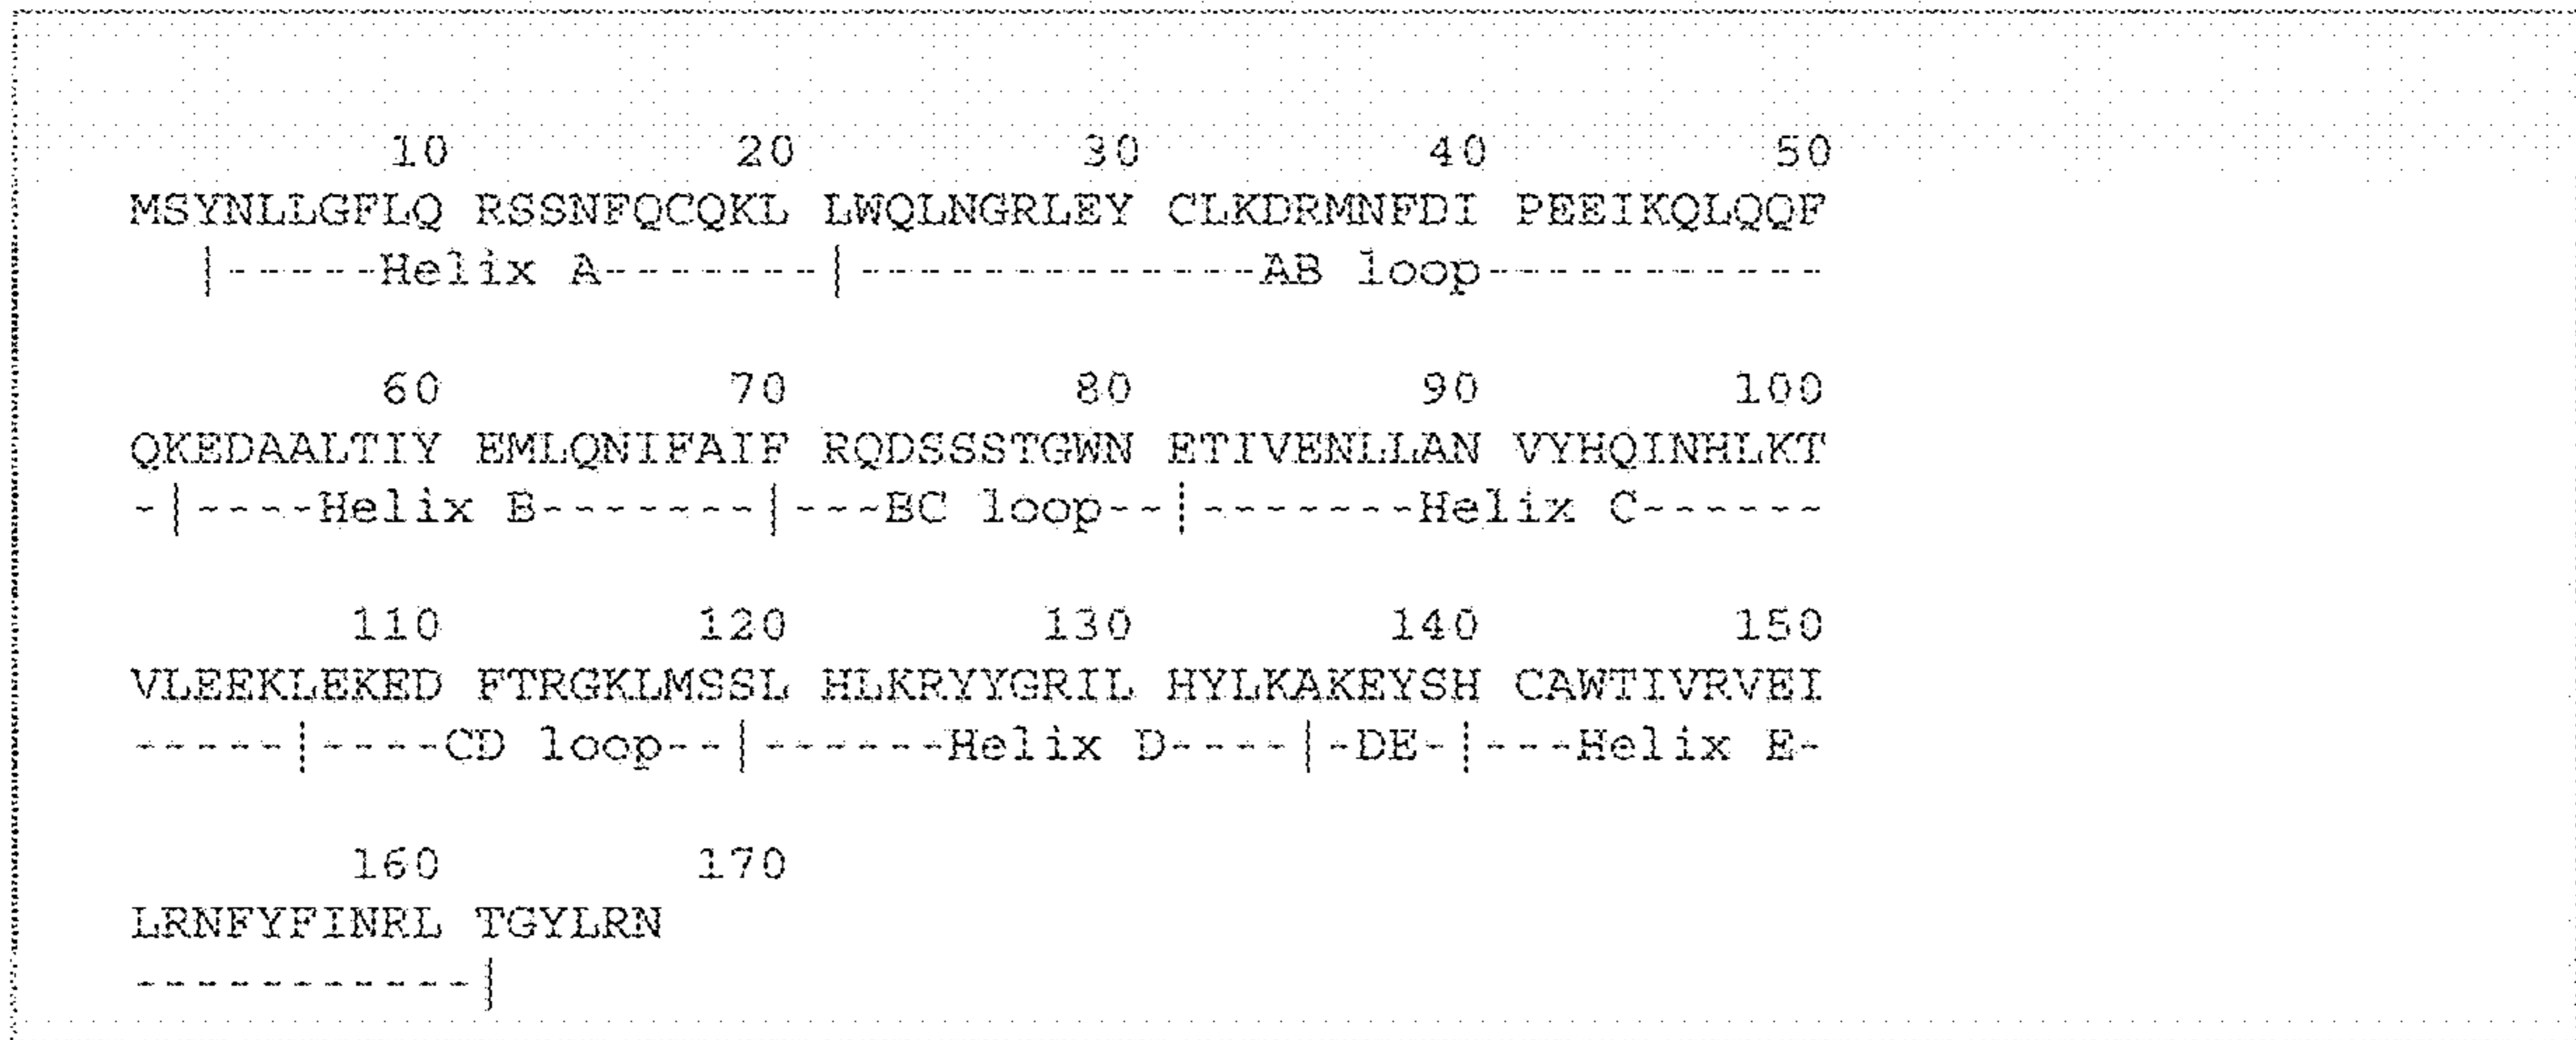 10 20 30 40 50
MSYNLLGFLQ RSSNFQCQKL LWQLNGRLEY CLKDRMNFDI PEEIKQLQQF
|-----Helix A-------|-------------AB loop-----------
60 70 80 90 100
QKEDAALTIY EMLQNIFAIF RQDSSSTGWN ETIVENLLAN VYHQINHLKT
-|----Helix B-------|---BC loop--|-------Helix C------
110 120 130 140 150
VLEEKLEKED FTRGKLMSSL HLKRYYGRIL HYLKAKEYSH CAWTIVRVEI
-----|----CD loop--|------Helix D----|-DE-|---Helix E-
160 170
LRNFYFINRL TGYLRN
-----------|